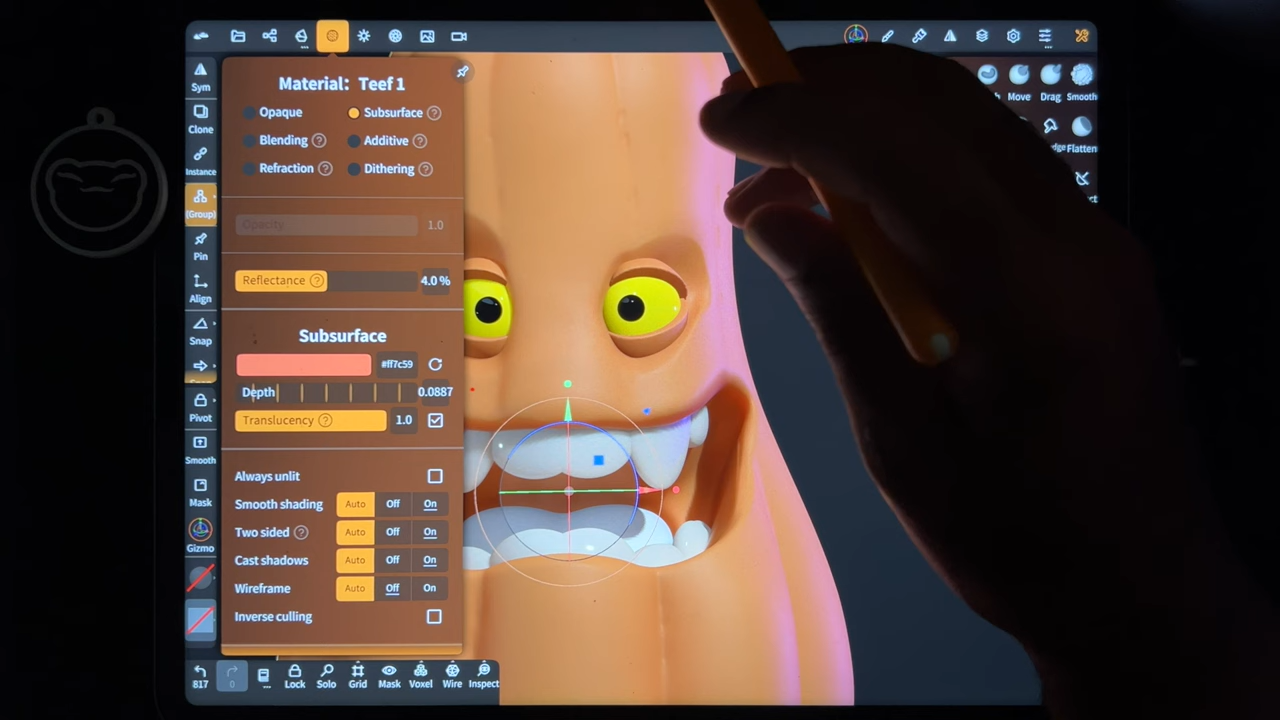 Material: Teef 1
Opaque
Subsurface ?
Blending ?
Additive ?
Refraction ?
Dithering ?
Opacity 1.0
Reflectance ? 4.0 %
Subsurface
#ff7c59
Depth 0.0887
Translucency ? 1.0
Always unlit
Smooth shading Auto Off On
Two sided ? Auto Off On
Cast shadows Auto Off On
Wireframe Auto Off On
Inverse culling
Sym
Clone
Instance
(Group)
Pin
Align
Snap
Pivot
Smooth
Mask
Gizmo
Move
Drag
Smooth
Flatten
817
0
Lock
Solo
Grid
Mask
Voxel
Wire
Inspect